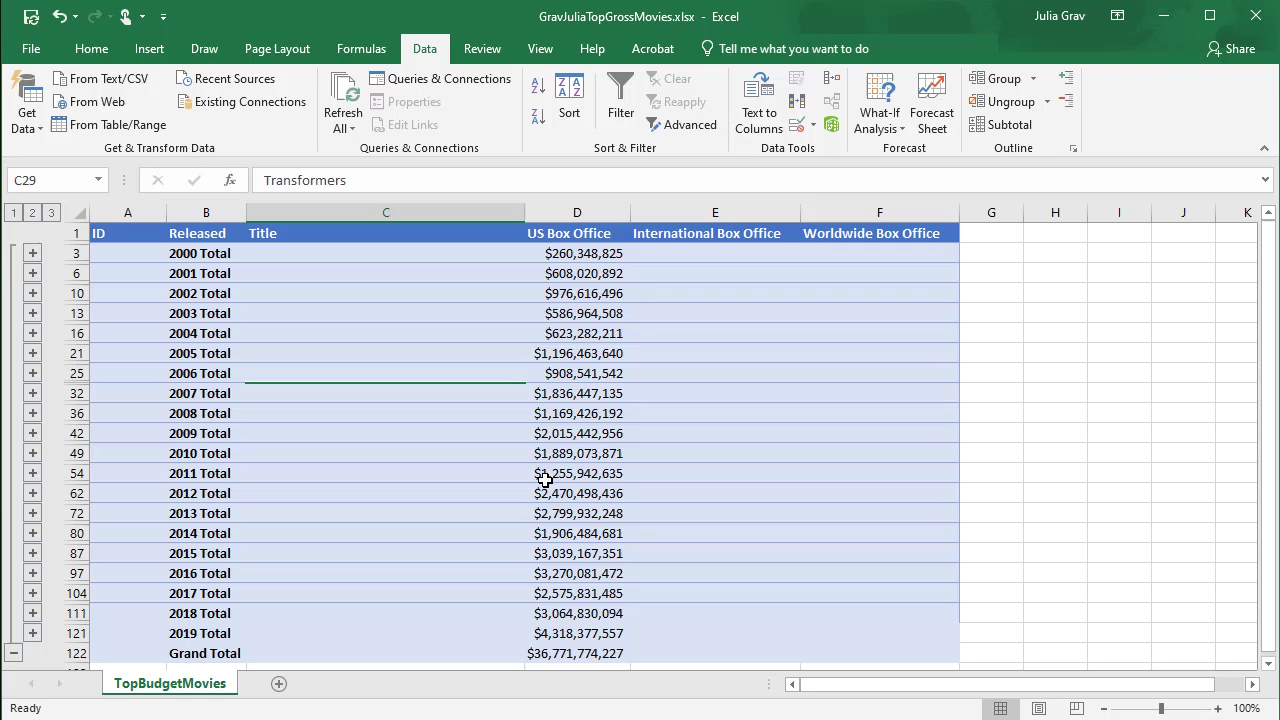 GravJuliaTopGrossMovies.xlsx - Excel
Julia Grav
File Home Insert Draw Page Layout Formulas Data Review View Help Acrobat Tell me what you want to do Share
Get Data
From Text/CSV
From Web
From Table/Range
Recent Sources
Existing Connections
Get & Transform Data
Refresh All
Queries & Connections
Properties
Edit Links
Queries & Connections
Sort
Filter
Clear
Reapply
Advanced
Sort & Filter
Text to Columns
Data Tools
What-If Analysis
Forecast Sheet
Forecast
Group
Ungroup
Subtotal
Outline
C29 fx Transformers
1 2 3 A B C D E F G H I J K
1 ID Released Title US Box Office International Box Office Worldwide Box Office
3 2000 Total $260,348,825
6 2001 Total $608,020,892
10 2002 Total $976,616,496
13 2003 Total $586,964,508
16 2004 Total $623,282,211
21 2005 Total $1,196,463,640
25 2006 Total $908,541,542
32 2007 Total $1,836,447,135
36 2008 Total $1,169,426,192
42 2009 Total $2,015,442,956
49 2010 Total $1,889,073,871
54 2011 Total $1,255,942,635
62 2012 Total $2,470,498,436
72 2013 Total $2,799,932,248
80 2014 Total $1,906,484,681
87 2015 Total $3,039,167,351
97 2016 Total $3,270,081,472
104 2017 Total $2,575,831,485
111 2018 Total $3,064,830,094
121 2019 Total $4,318,377,557
122 Grand Total $36,771,774,227
TopBudgetMovies
Ready
100%